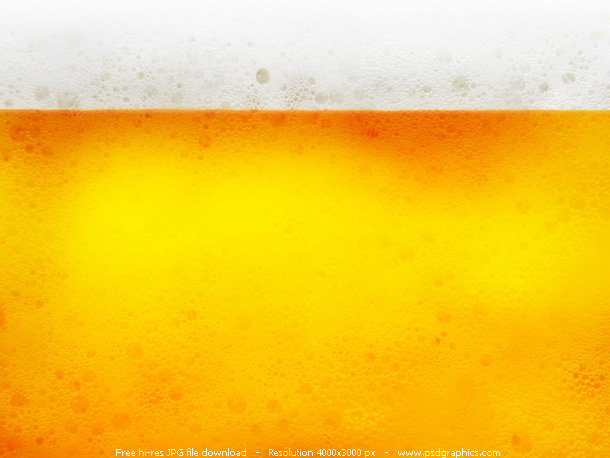 Free hi-res JPG file download  -  Resolution 4000x3000 px  -  www.psdgraphics.com